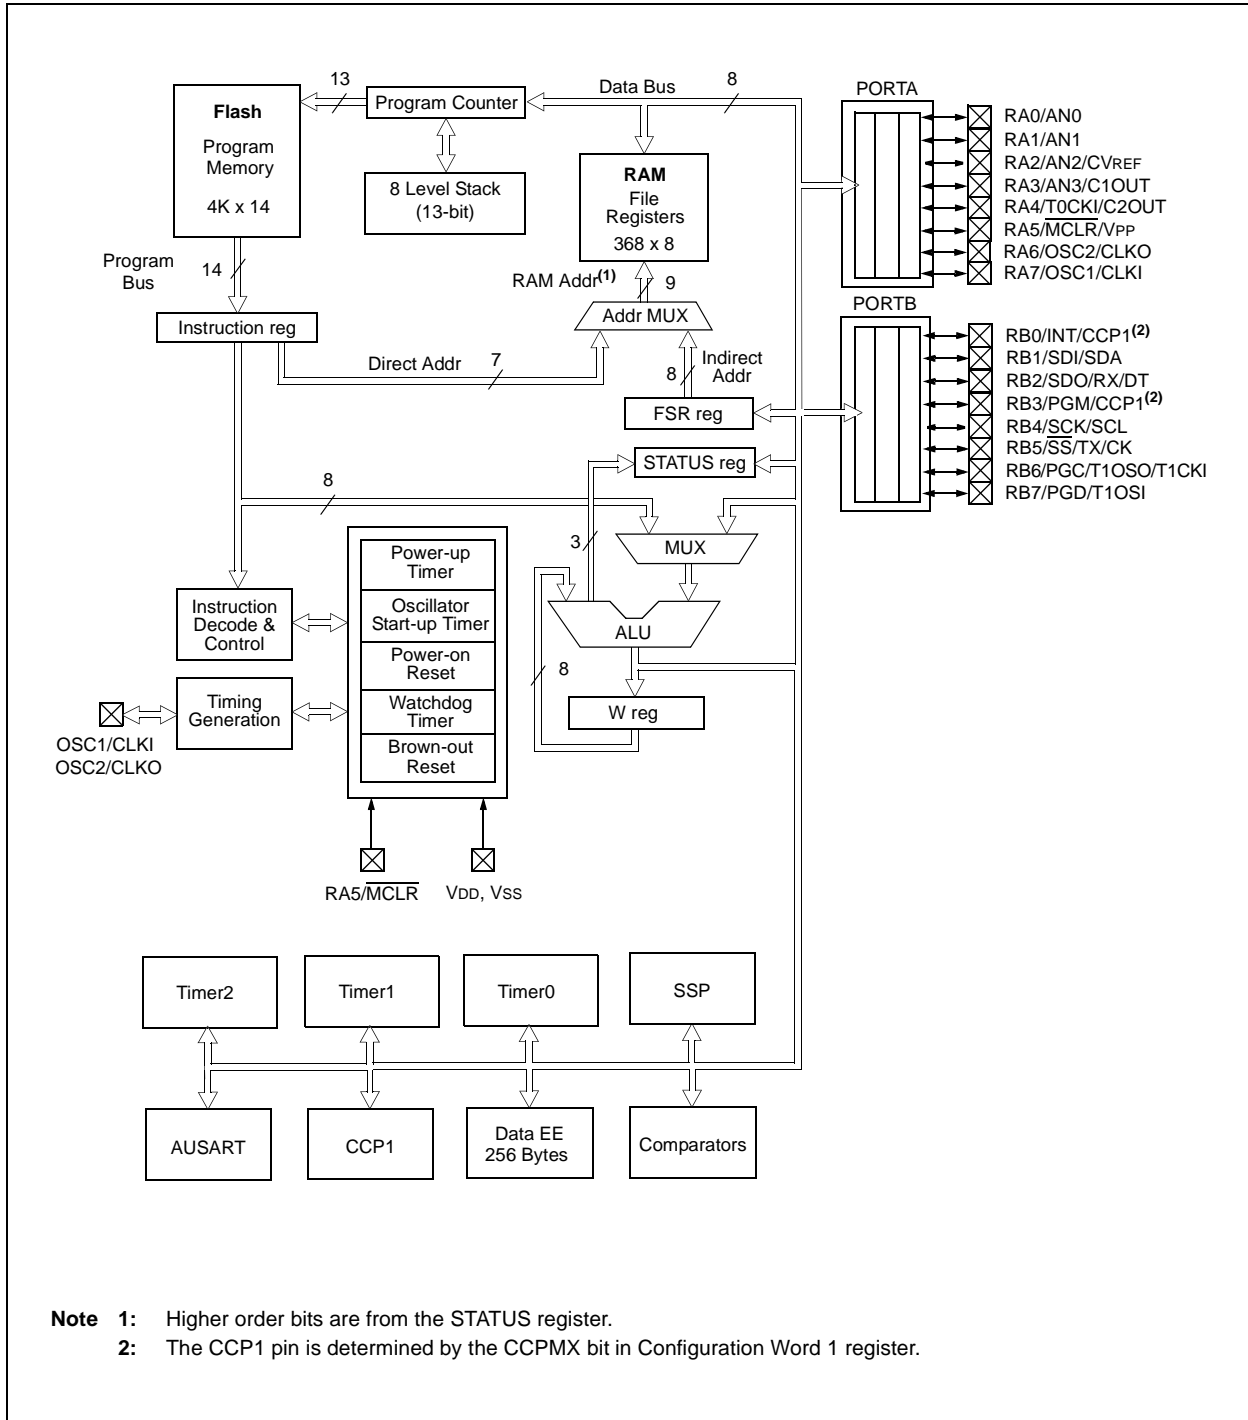 Flash
Program
Memory
4K x 14
13
Program Counter
Data Bus
8
8 Level Stack
(13-bit)
RAM
File
Registers
368 x 8
PORTA
RA0/AN0
RA1/AN1
RA2/AN2/CVREF
RA3/AN3/C1OUT
RA4/T0CKI/C2OUT
RA5/MCLR/VPP
RA6/OSC2/CLKO
RA7/OSC1/CLKI
Program
Bus
14
RAM Addr(1)
9
Addr MUX
Instruction reg
Direct Addr
7
8
Indirect
Addr
FSR reg
STATUS reg
PORTB
RB0/INT/CCP1(2)
RB1/SDI/SDA
RB2/SDO/RX/DT
RB3/PGM/CCP1(2)
RB4/SCK/SCL
RB5/SS/TX/CK
RB6/PGC/T1OSO/T1CKI
RB7/PGD/T1OSI
8
3
MUX
ALU
8
W reg
Instruction
Decode &
Control
Timing
Generation
OSC1/CLKI
OSC2/CLKO
Power-up
Timer
Oscillator
Start-up Timer
Power-on
Reset
Watchdog
Timer
Brown-out
Reset
RA5/MCLR
VDD, VSS
Timer2
Timer1
Timer0
SSP
AUSART
CCP1
Data EE
256 Bytes
Comparators
Note 1: Higher order bits are from the STATUS register.
2: The CCP1 pin is determined by the CCPMX bit in Configuration Word 1 register.